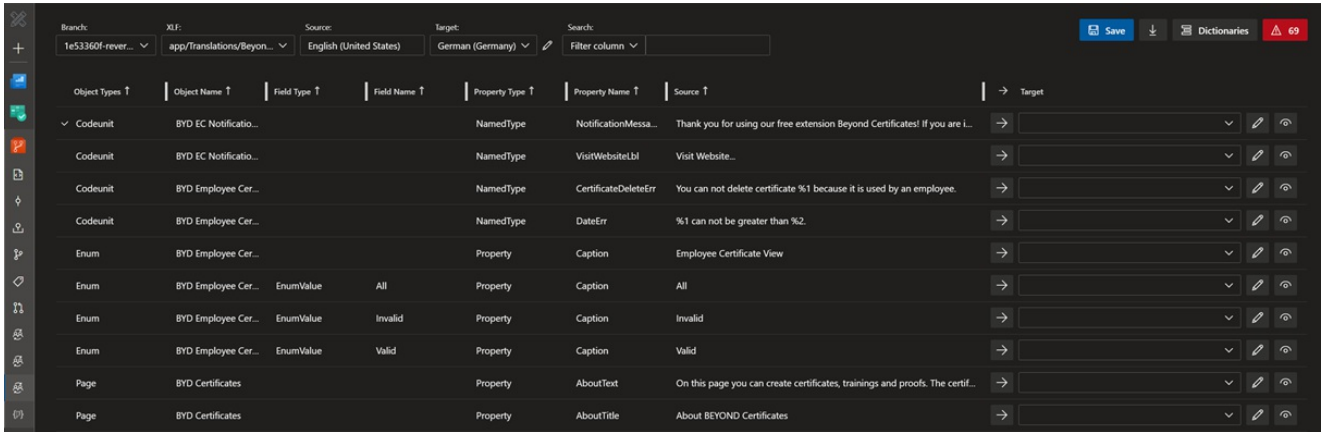 Branch: XLF: Source: Target: Search:
1e53360f-rever... app/Translations/Beyon... English (United States) German (Germany) Filter column Save Dictionaries 69
Object Types ↑ Object Name ↑ Field Type ↑ Field Name ↑ Property Type ↑ Property Name ↑ Source ↑ → Target
Codeunit BYD EC Notificatio... NamedType NotificationMessa... Thank you for using our free extension Beyond Certificates! If you are i...
Codeunit BYD EC Notificatio... NamedType VisitWebsiteLbl Visit Website...
Codeunit BYD Employee Cer... NamedType CertificateDeleteErr You can not delete certificate %1 because it is used by an employee.
Codeunit BYD Employee Cer... NamedType DateErr %1 can not be greater than %2.
Enum BYD Employee Cer... Property Caption Employee Certificate View
Enum BYD Employee Cer... EnumValue All Property Caption All
Enum BYD Employee Cer... EnumValue Invalid Property Caption Invalid
Enum BYD Employee Cer... EnumValue Valid Property Caption Valid
Page BYD Certificates Property AboutText On this page you can create certificates, trainings and proofs. The certif...
Page BYD Certificates Property AboutTitle About BEYOND Certificates